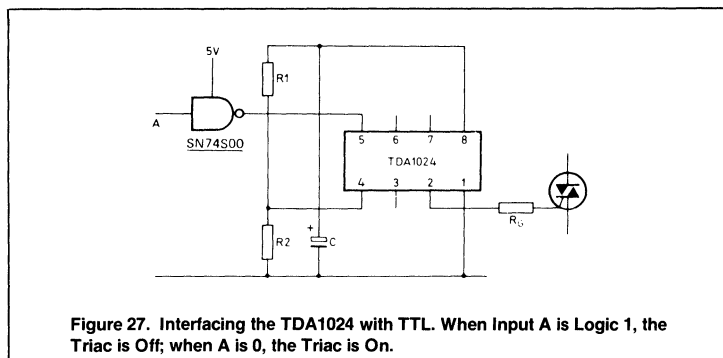 5V
R1
A
SN74S00
5 6 7 8
TDA1024
4 3 2 1
R2
+
C
RG
Figure 27. Interfacing the TDA1024 with TTL. When Input A is Logic 1, the
Triac is Off; when A is 0, the Triac is On.